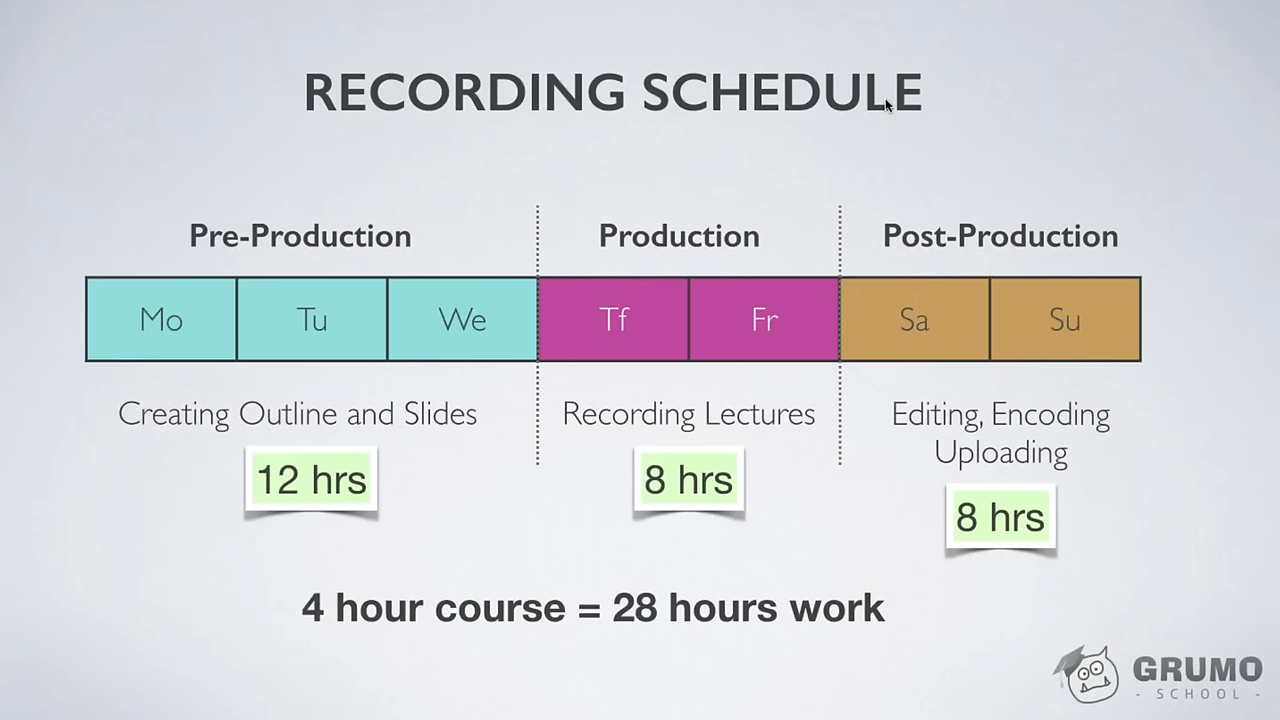 RECORDING SCHEDULE
Pre-Production
Production
Post-Production
Mo
Tu
We
Tf
Fr
Sa
Su
Creating Outline and Slides
Recording Lectures
Editing, Encoding
Uploading
12 hrs
8 hrs
8 hrs
4 hour course = 28 hours work
GRUMO
- SCHOOL -